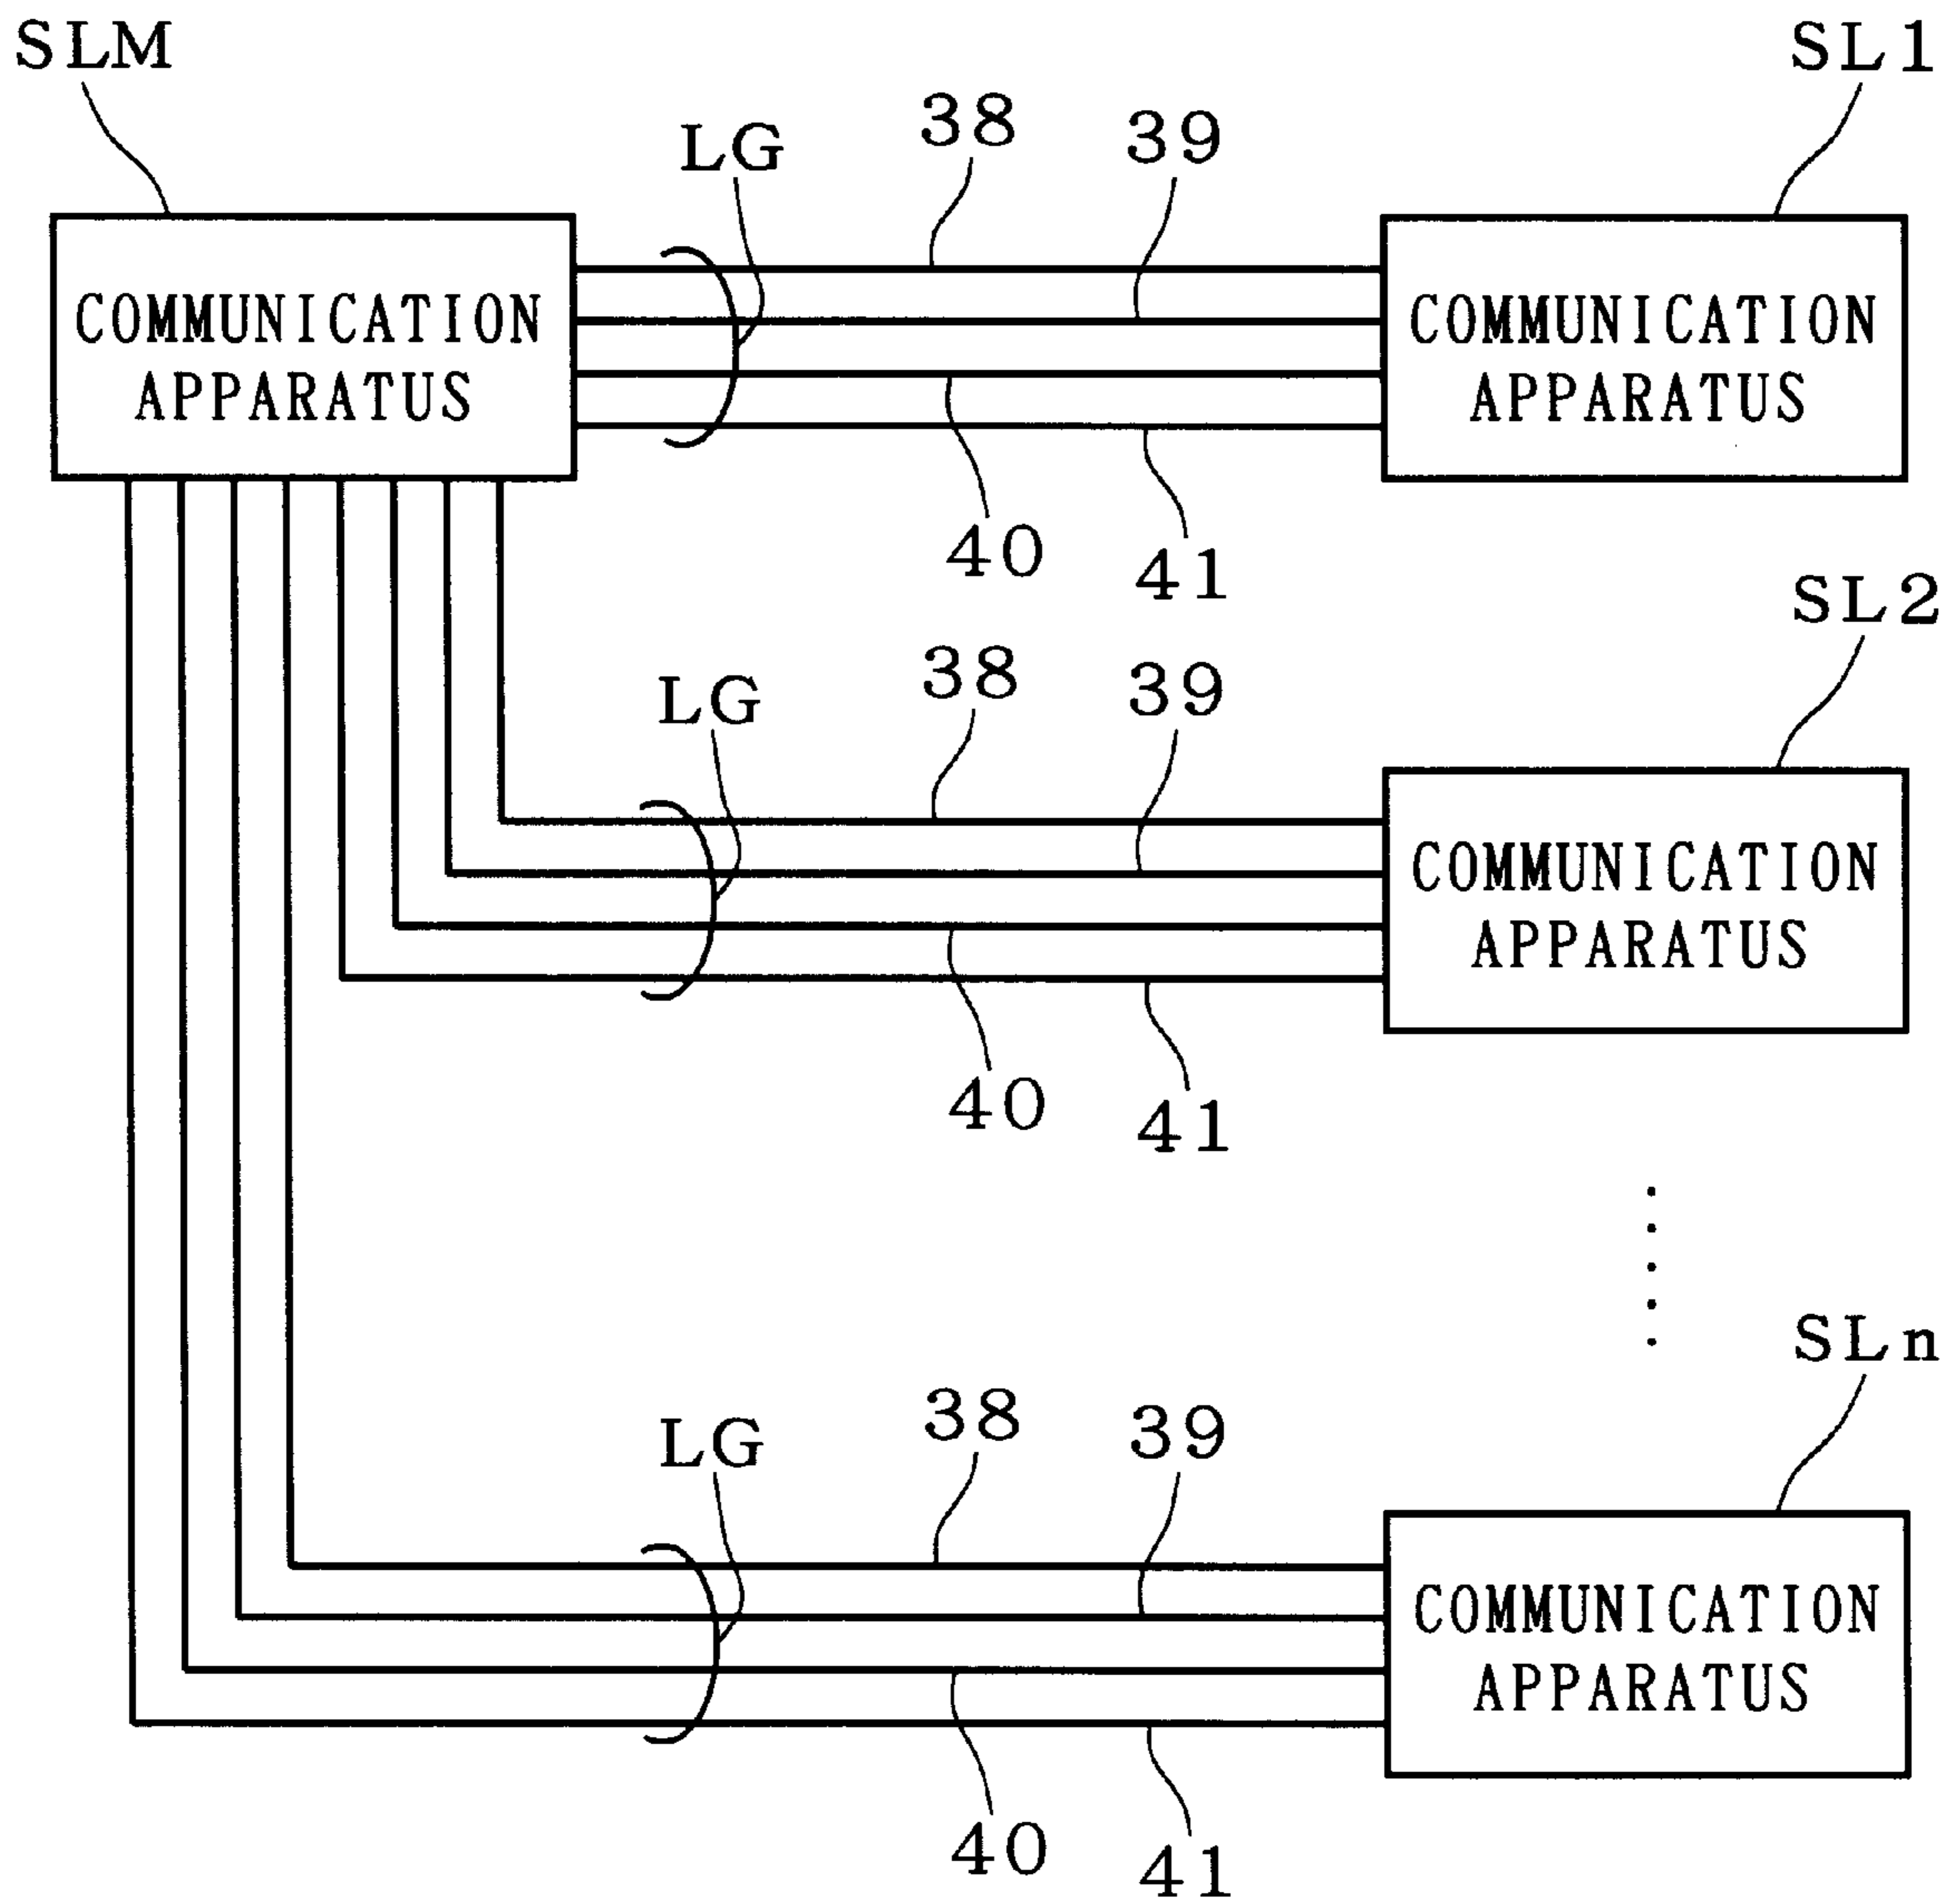 SLM
SL1
LG
38
39
COMMUNICATION
APPARATUS
COMMUNICATION
APPARATUS
40
41
SL2
LG
38
39
COMMUNICATION
APPARATUS
40
41
SLn
LG
38
39
COMMUNICATION
APPARATUS
40
41